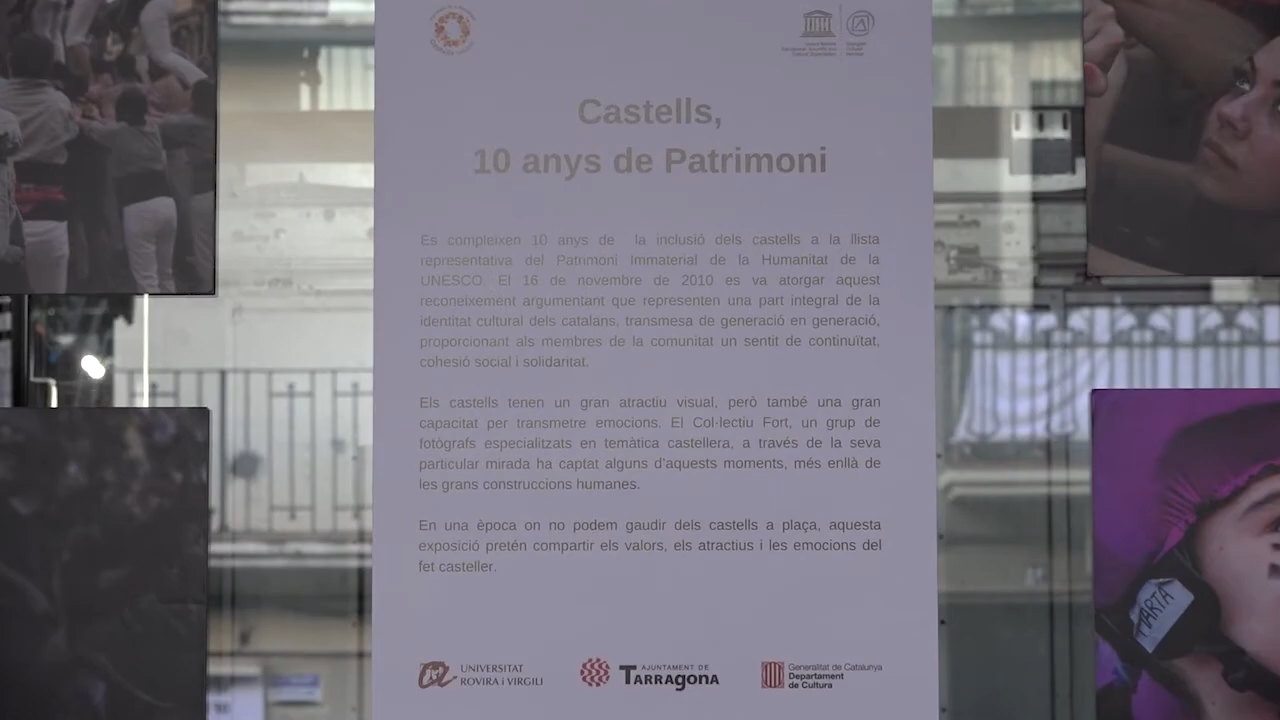 Castells,
10 anys de Patrimoni
Es compleixen 10 anys de la inclusió dels castells a la llista
representativa del Patrimoni Immaterial de la Humanitat de la
UNESCO. El 16 de novembre de 2010 es va atorgar aquest
reconeixement argumentant que representen una part integral de la
identitat cultural dels catalans, transmesa de generació en generació,
proporcionant als membres de la comunitat un sentit de continuïtat,
cohesió social i solidaritat.
Els castells tenen un gran atractiu visual, però també una gran
capacitat per transmetre emocions. El Col·lectiu Fort, un grup de
fotògrafs especialitzats en temàtica castellera, a través de la seva
particular mirada ha captat alguns d'aquests moments, més enllà de
les grans construccions humanes.
En una època on no podem gaudir dels castells a plaça, aquesta
exposició pretén compartir els valors, els atractius i les emocions del
fet casteller.
MARTA
UNIVERSITAT
ROVIRA i VIRGILI
AJUNTAMENT DE
TARRAGONA
Generalitat de Catalunya
Departament
de Cultura